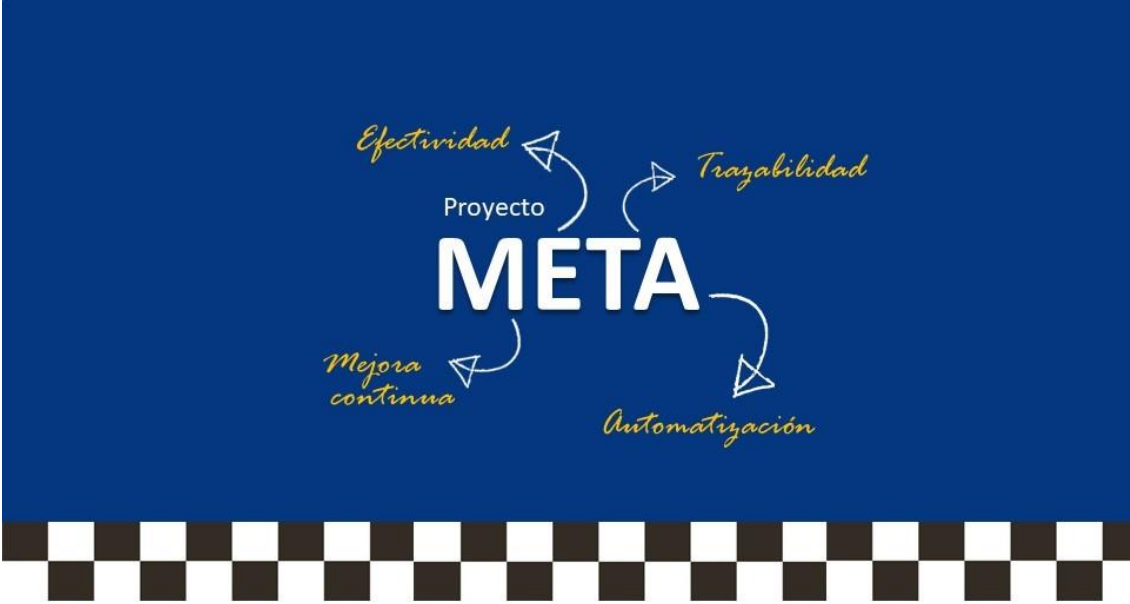 Efectividad
Trazabilidad
Proyecto
META
Mejora
continua
Automatización